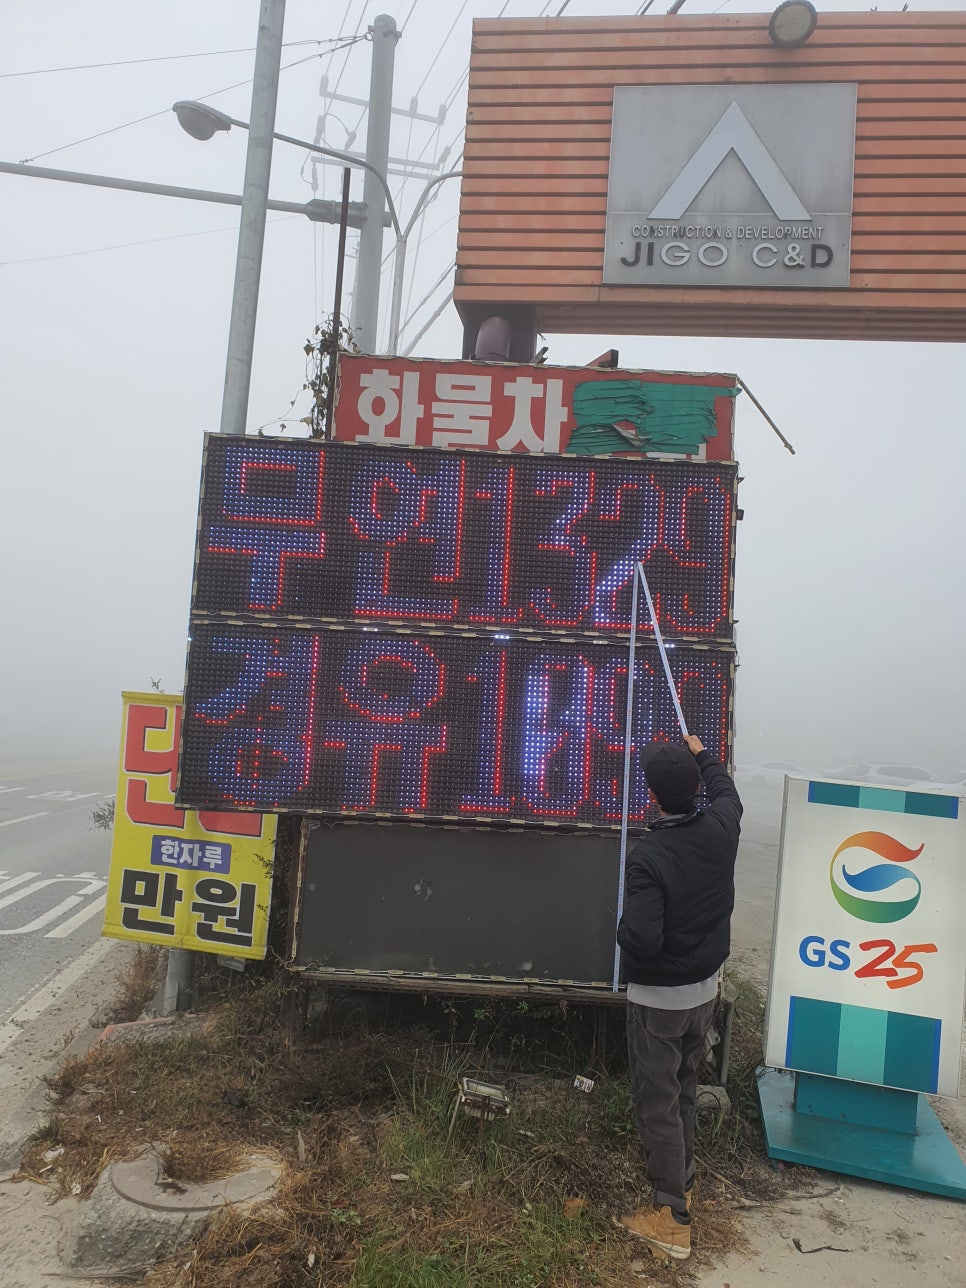 CONSTRUCTION & DEVELOPMENT
JIGO C&D
화물차
무연1329
경유
한자루
만원
GS25